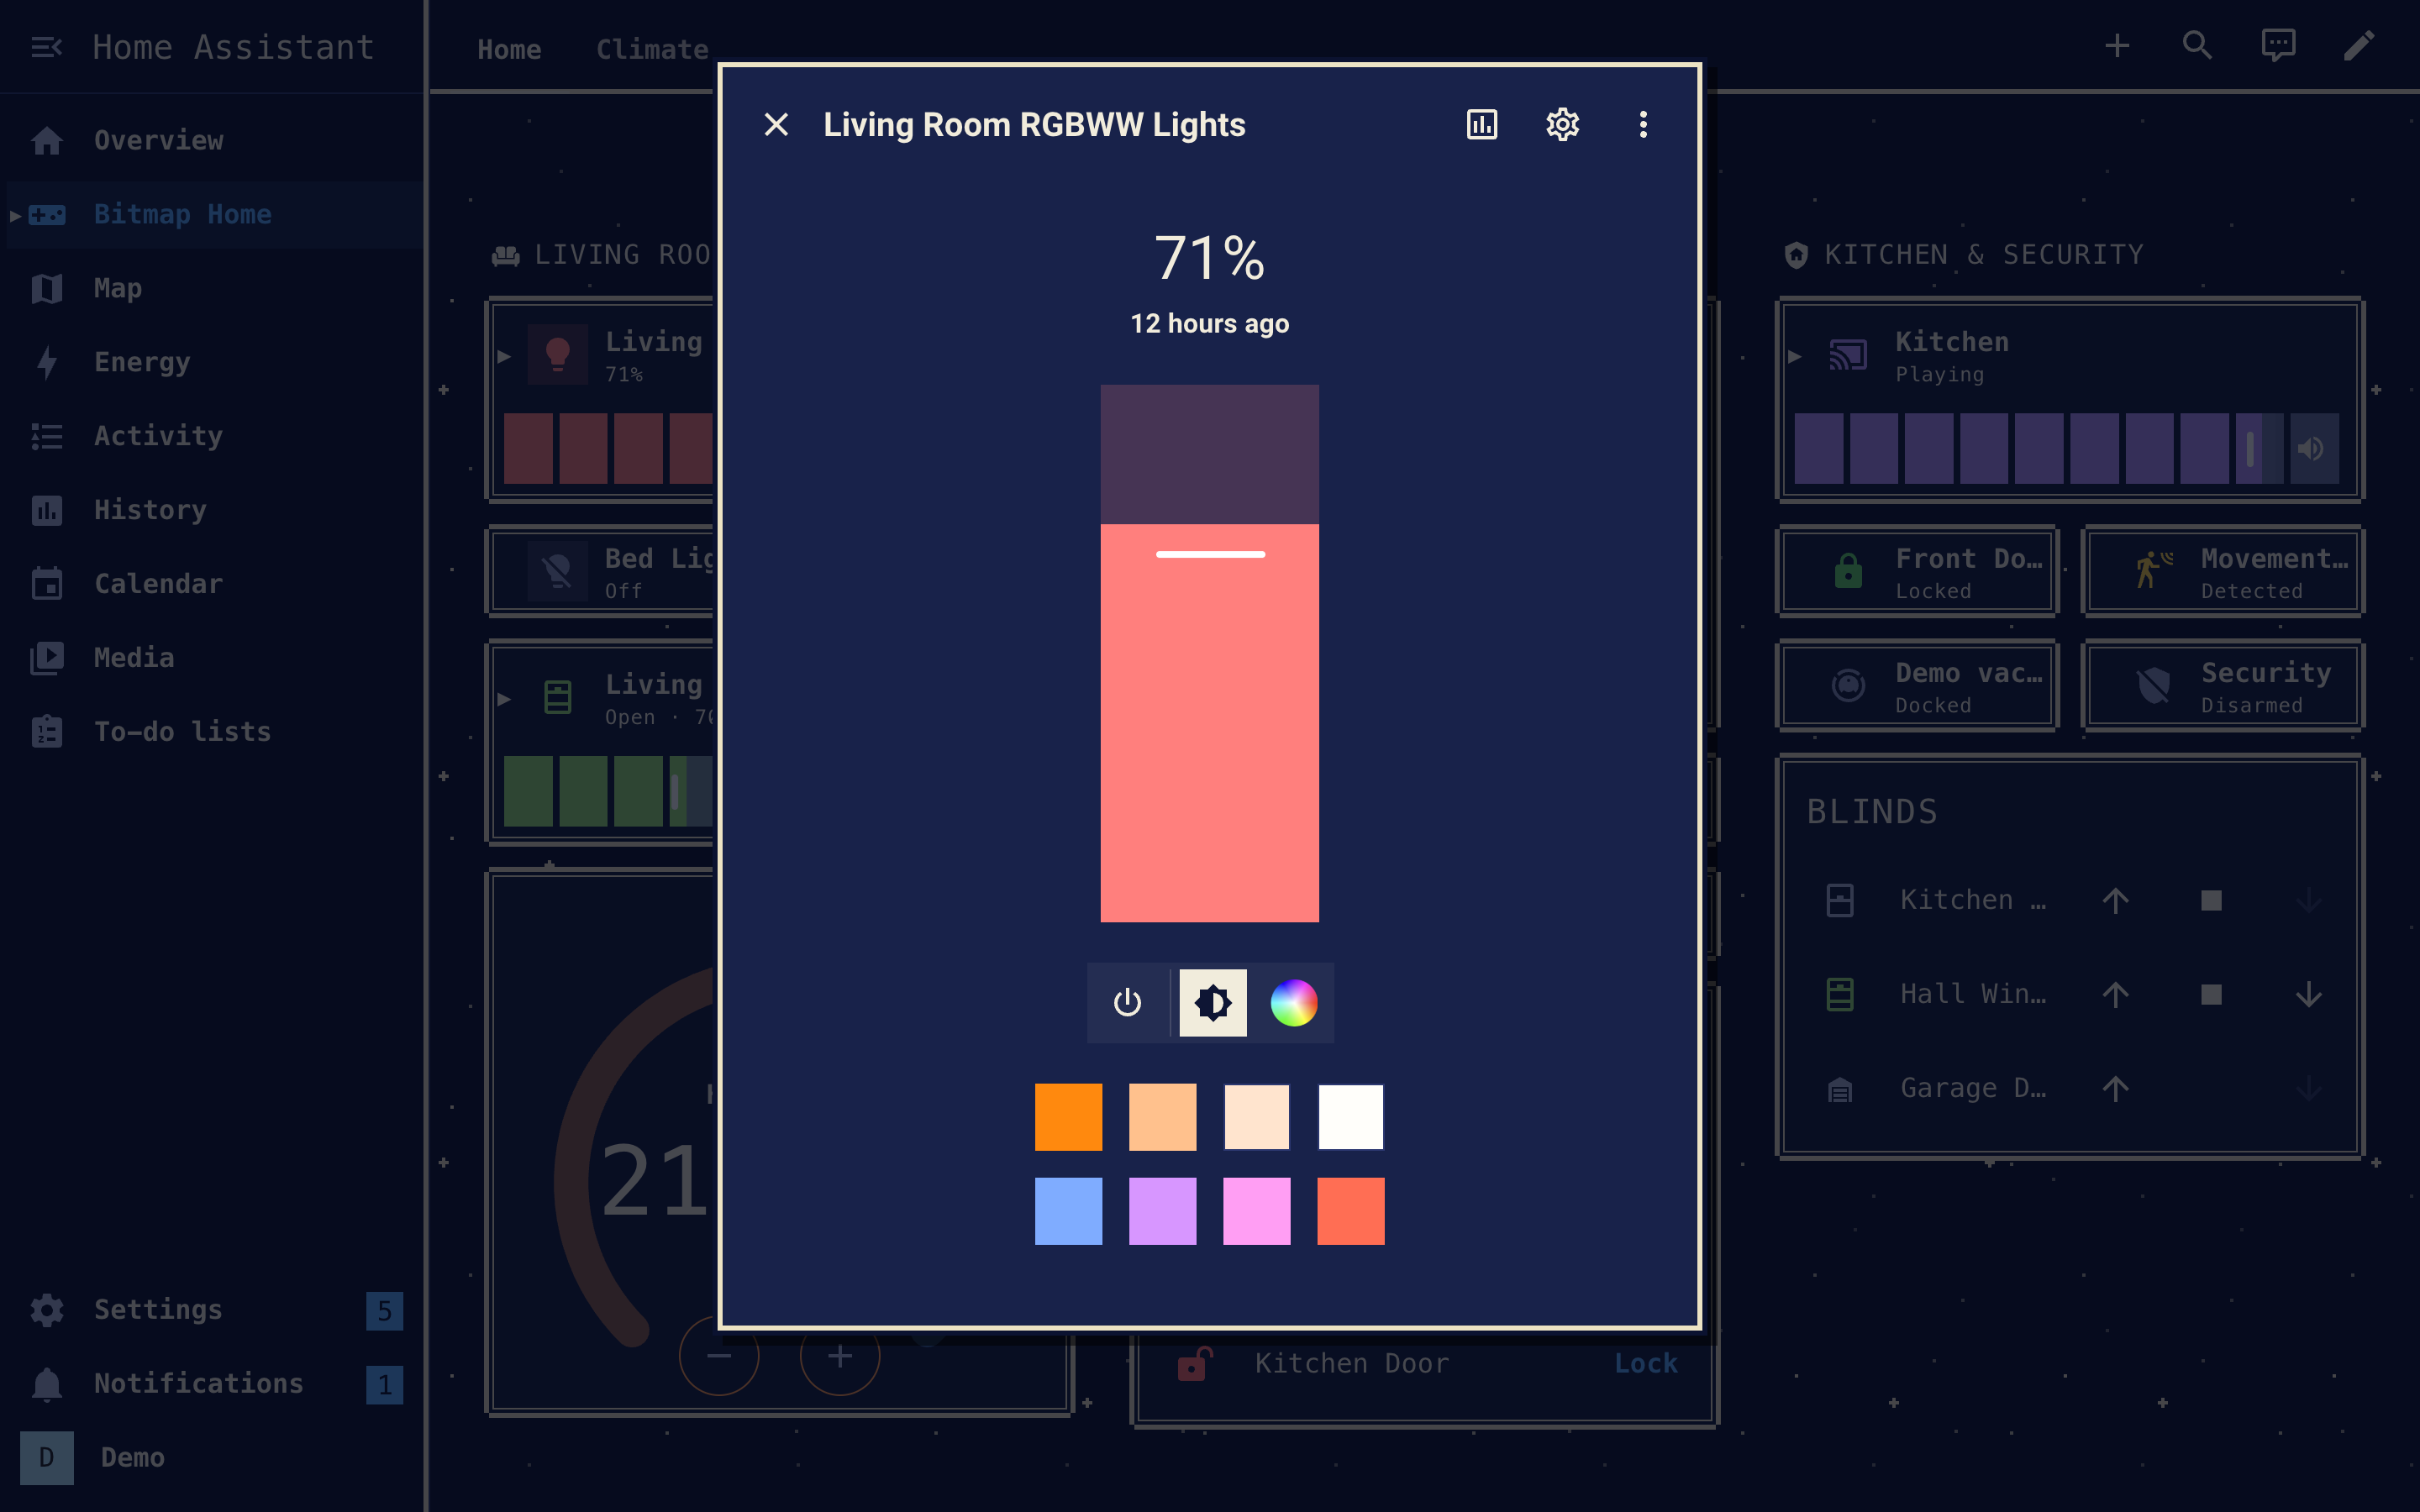 Home Assistant
Overview
Bitmap Home
Map
Energy
Activity
History
Calendar
Media
To-do lists
Settings
5
Notifications
1
D
Demo
Home
Climate
LIVING ROO
Living
71%
Bed Lig
Off
Living
Open · 70
21
Living Room RGBWW Lights
71%
12 hours ago
Kitchen Door
Lock
KITCHEN & SECURITY
Kitchen
Playing
Front Do…
Locked
Movement…
Detected
Demo vac…
Docked
Security
Disarmed
BLINDS
Kitchen …
Hall Win…
Garage D…